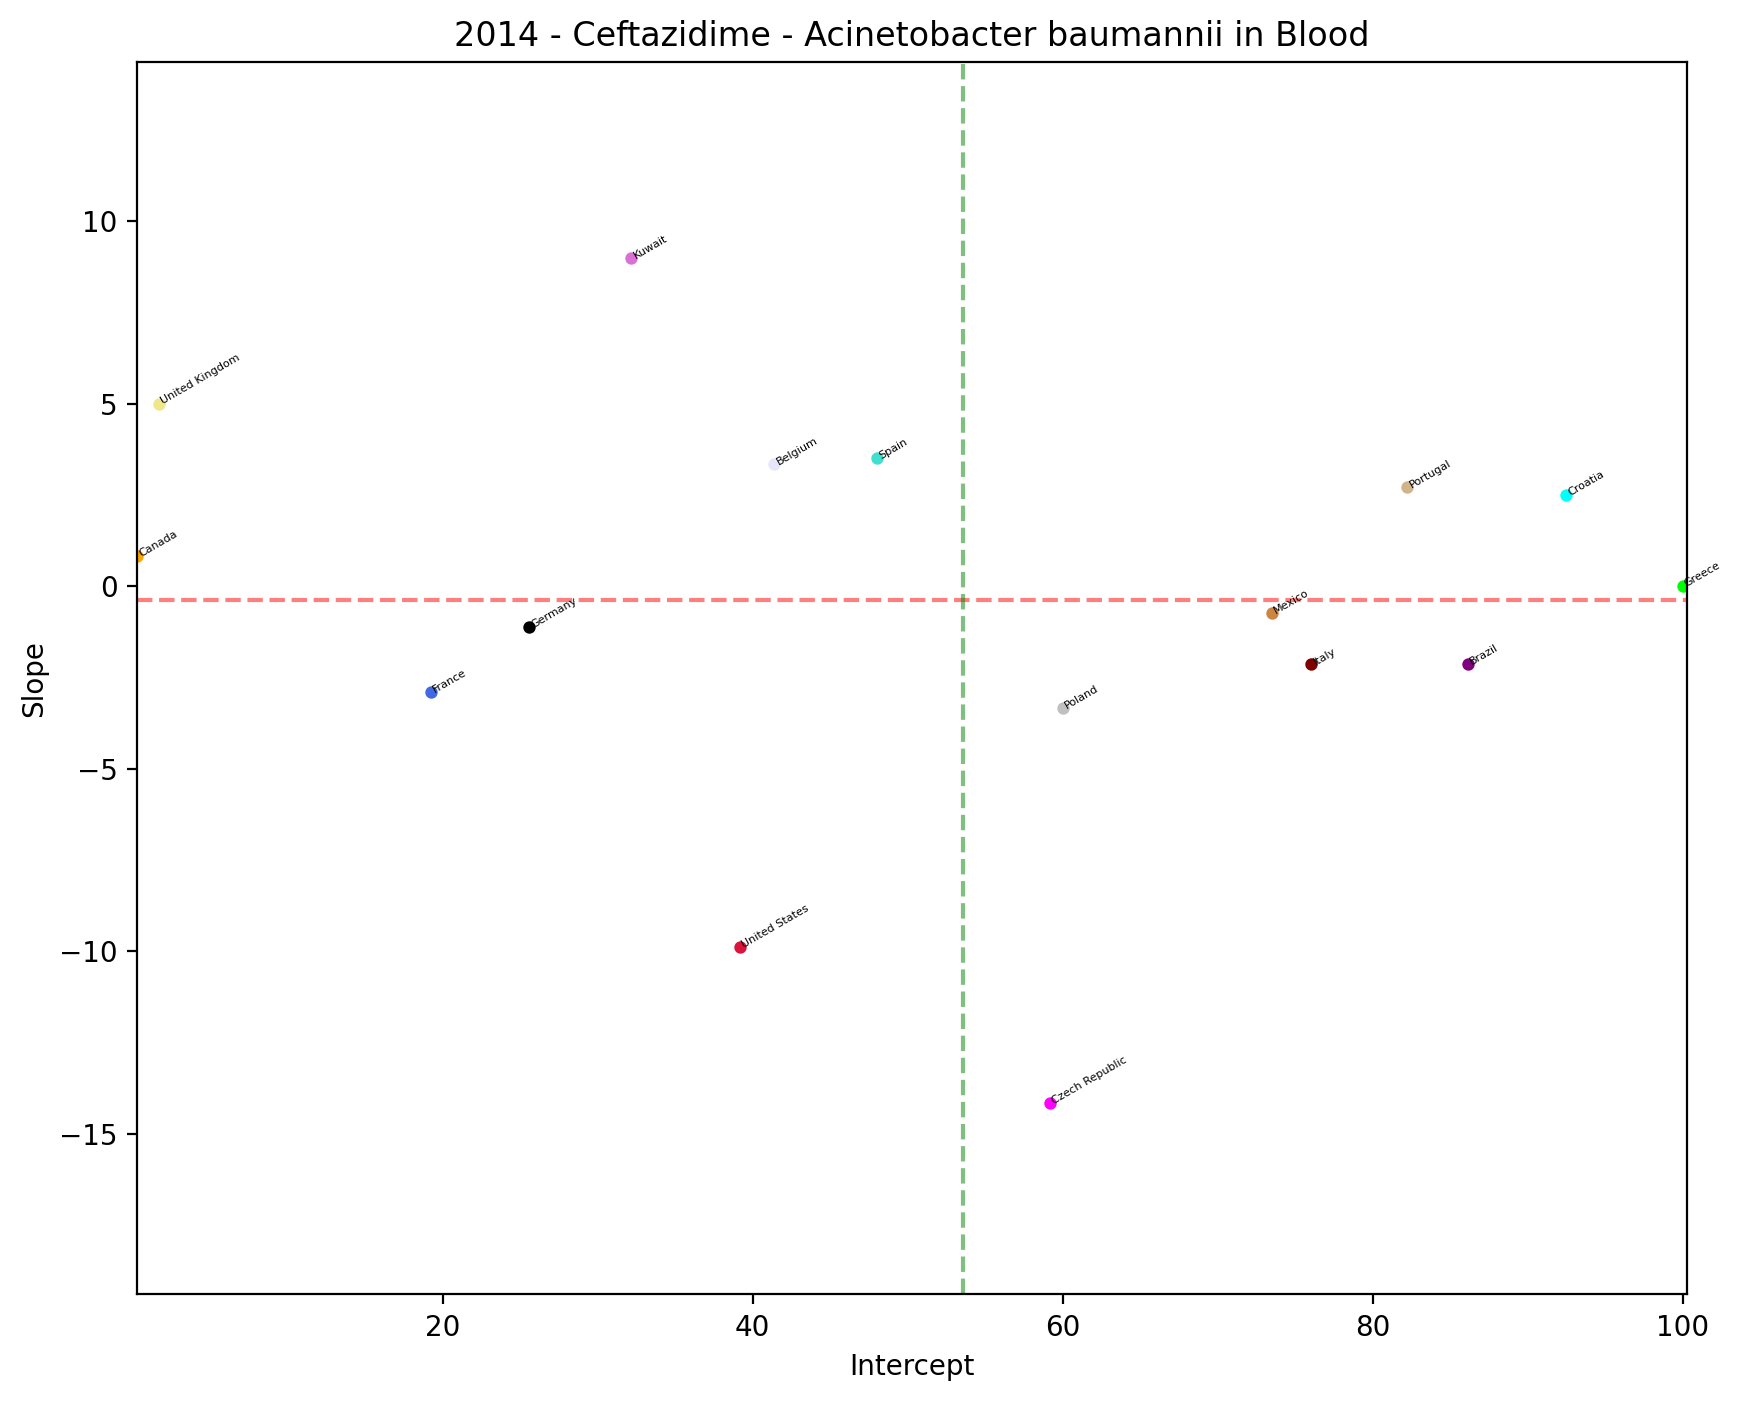 2014 - Ceftazidime - Acinetobacter baumannii in Blood
10
Kuwait
United Kingdom
5
Belgium
Spain
Portugal
Croatia
Canada
0
Greece
Germany
Mexico
Italy
Brazil
France
Poland
Slope
−5
United States
−10
Czech Republic
−15
20
40
60
80
100
Intercept